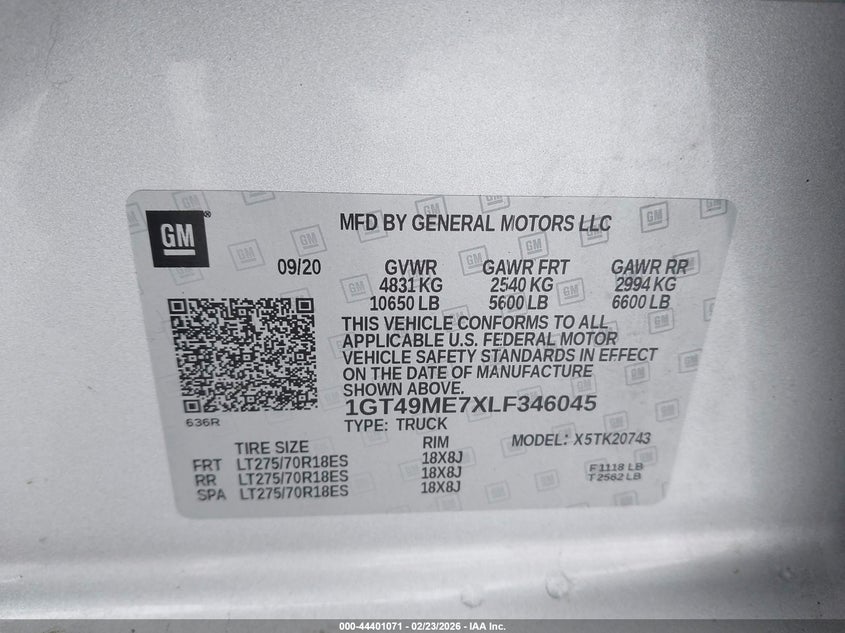 GM®
MFD BY GENERAL MOTORS LLC
09/20 GVWR GAWR FRT GAWR RR
4831 KG 2540 KG 2994 KG
10650 LB 5600 LB 6600 LB
THIS VEHICLE CONFORMS TO ALL
APPLICABLE U.S. FEDERAL MOTOR
VEHICLE SAFETY STANDARDS IN EFFECT
ON THE DATE OF MANUFACTURE
SHOWN ABOVE.
636R
1GT49ME7XLF346045
TYPE: TRUCK
MODEL: X5TK20743
TIRE SIZE RIM
FRT LT275/70R18ES 18X8J
RR LT275/70R18ES 18X8J
SPA LT275/70R18ES 18X8J
F1118 LB
T2562 LB
000-44401071 - 02/23/2026 - IAA Inc.